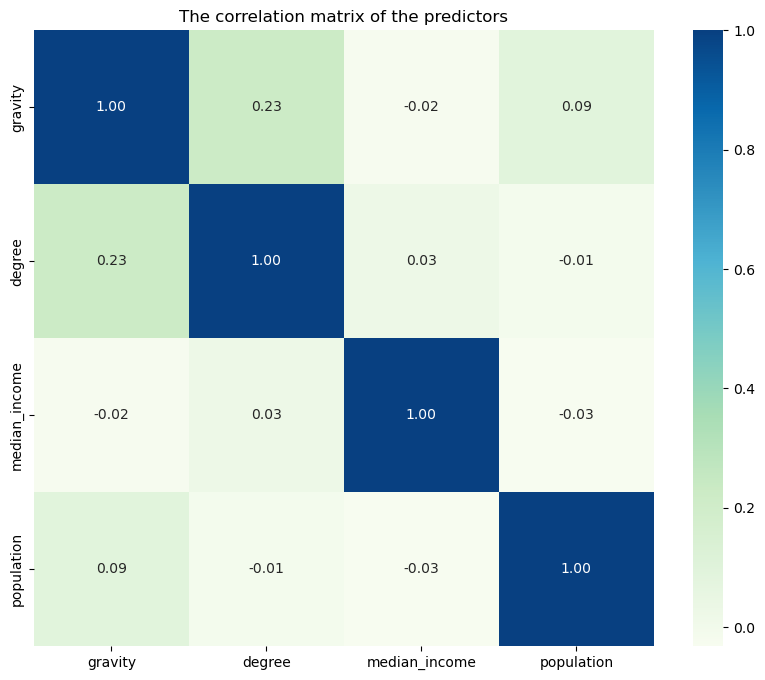 The correlation matrix of the predictors
gravity
1.00
0.23
-0.02
0.09
degree
0.23
1.00
0.03
-0.01
median_income
-0.02
0.03
1.00
-0.03
population
0.09
-0.01
-0.03
1.00
gravity
degree
median_income
population
1.0
0.8
0.6
0.4
0.2
0.0